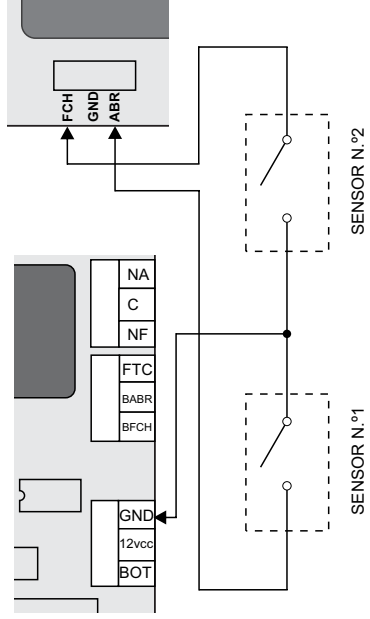 FCH
GND
ABR
SENSOR N.º2
NA
C
NF
FTC
BABR
BFCH
SENSOR N.º1
GND
12vcc
BOT